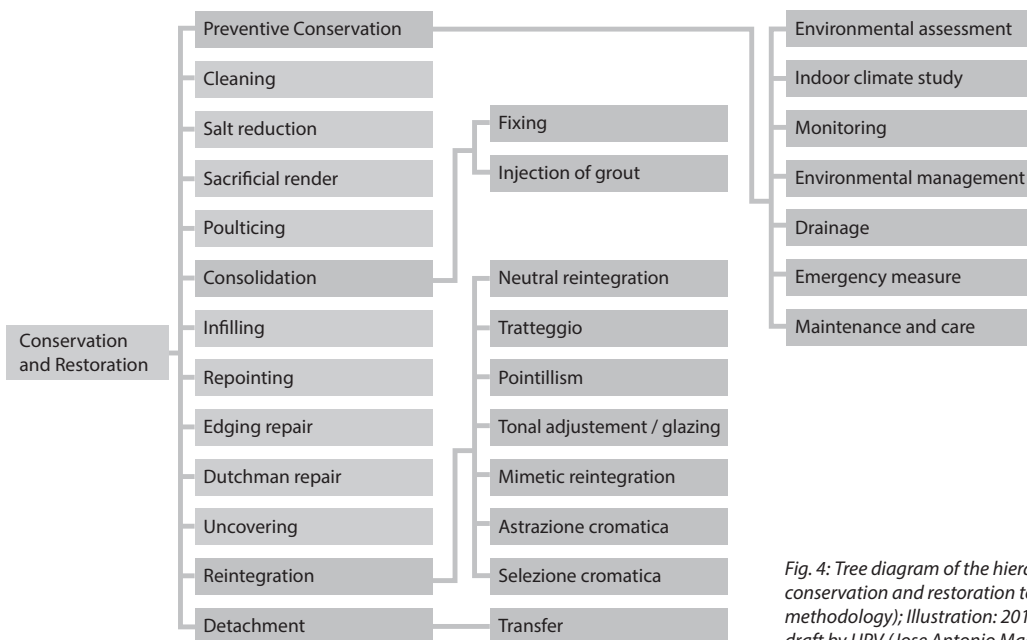 Conservation
and Restoration
Preventive Conservation
Cleaning
Salt reduction
Sacrificial render
Poulticing
Consolidation
Infilling
Repointing
Edging repair
Dutchman repair
Uncovering
Reintegration
Detachment
Fixing
Injection of grout
Neutral reintegration
Tratteggio
Pointillism
Tonal adjustement / glazing
Mimetic reintegration
Astrazione cromatica
Selezione cromatica
Transfer
Environmental assessment
Indoor climate study
Monitoring
Environmental management
Drainage
Emergency measure
Maintenance and care
Fig. 4: Tree diagram of the hiera
conservation and restoration te
methodology); Illustration: 201
draft by UPV (Jose Antonio Ma